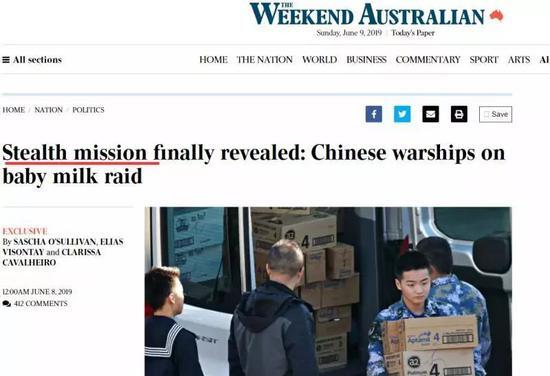 THE
WEEKEND AUSTRALIAN
Sunday, June 9, 2019 | Today's Paper
All sections
HOME THE NATION WORLD BUSINESS COMMENTARY SPORT ARTS
HOME / NATION / POLITICS
Save
Stealth mission finally revealed: Chinese warships on
baby milk raid
EXCLUSIVE
By SASCHA O'SULLIVAN, ELIAS
VISONTAY and CLARISSA
CAVALHEIRO
12:00AM JUNE 8, 2019
412 COMMENTS
4
Aptamil
4
a2
Platinum
4